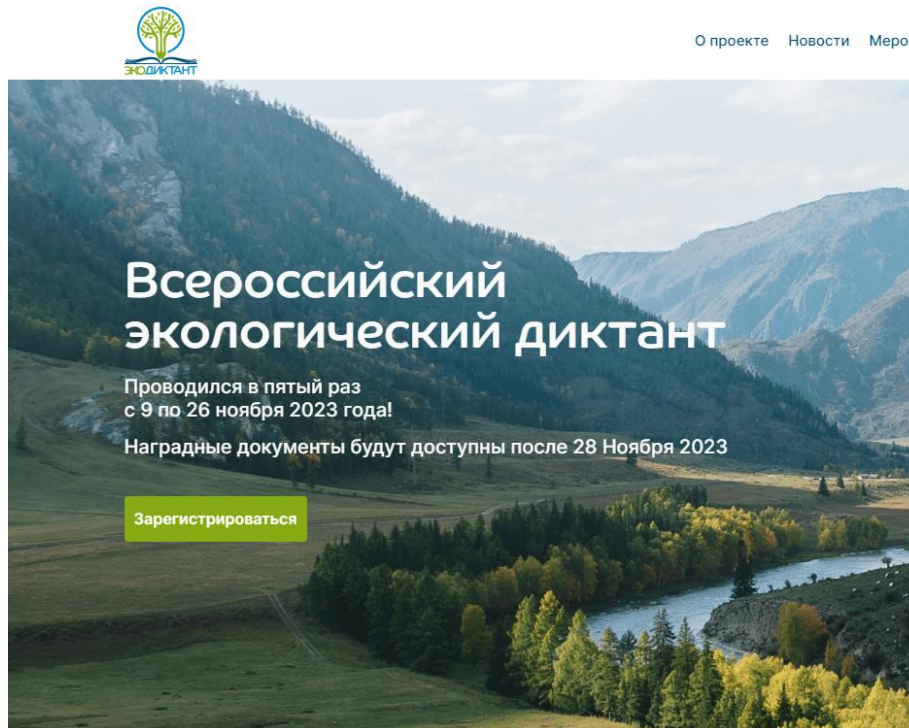 ЭКОДИКТАНТ
О проекте Новости Меро
Всероссийский
экологический диктант
Проводился в пятый раз
с 9 по 26 ноября 2023 года!
Наградные документы будут доступны после 28 Ноября 2023
Зарегистрироваться